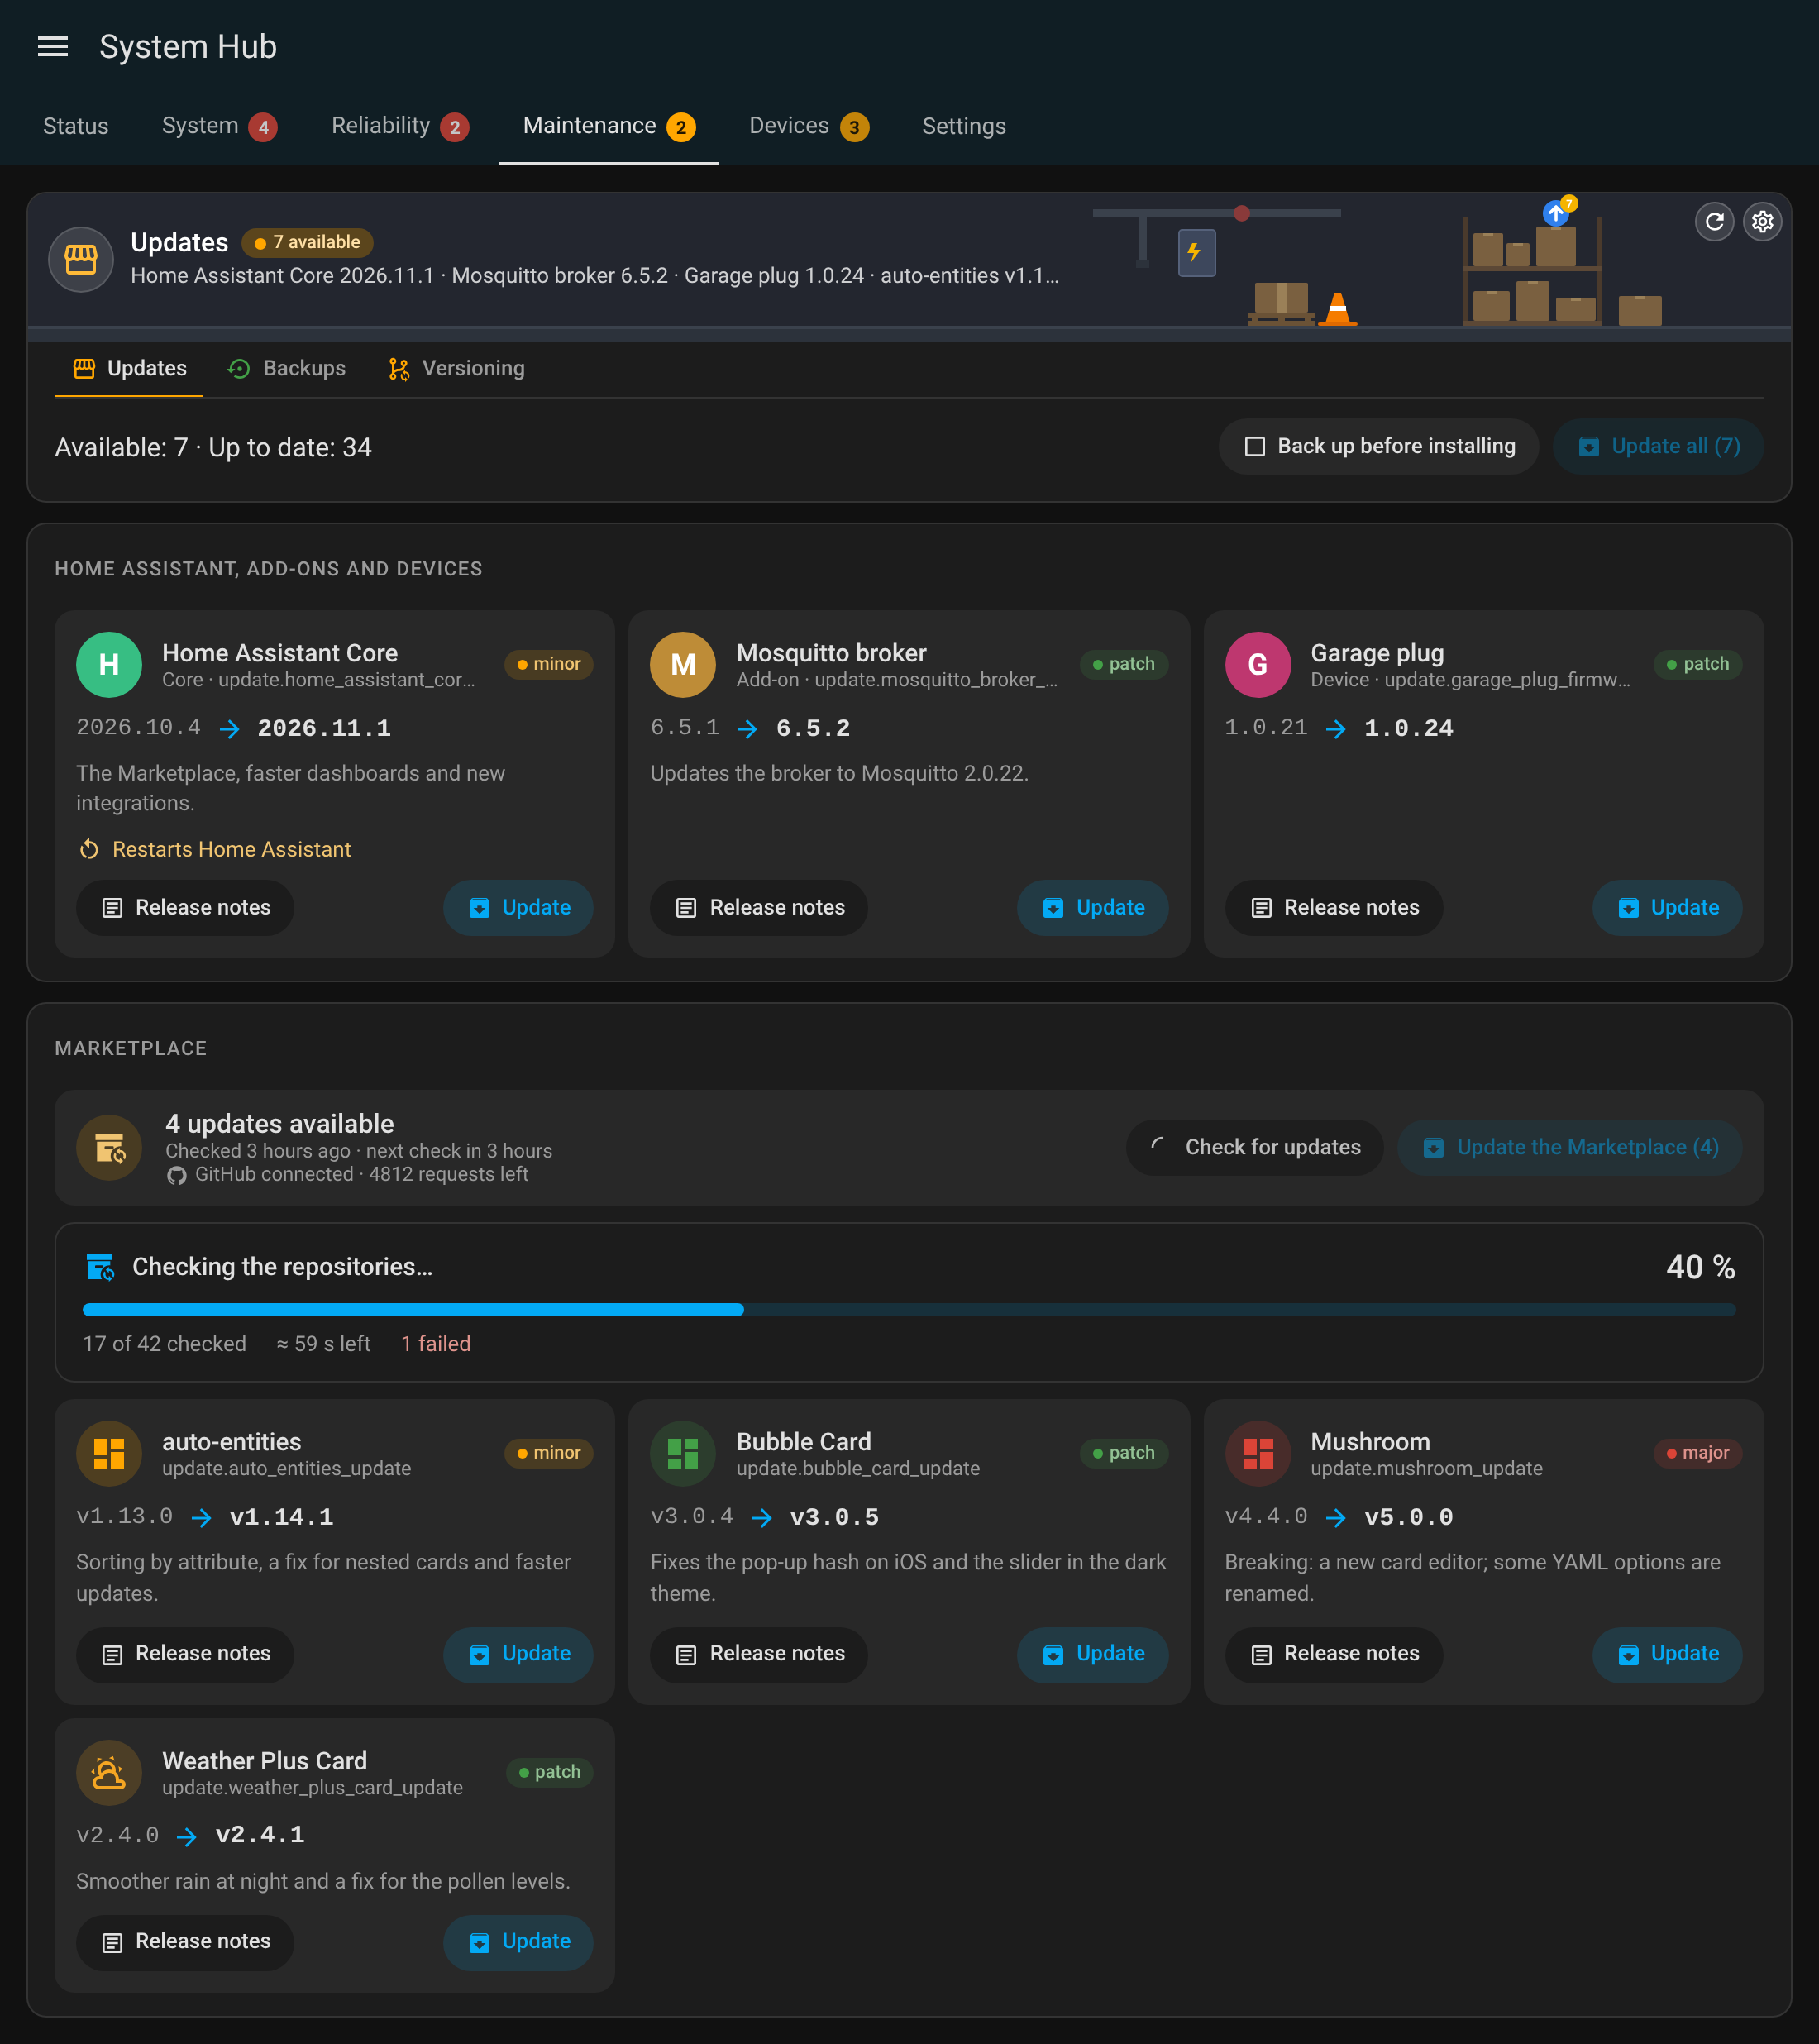 System Hub
Status
System 4
Reliability 2
Maintenance 2
Devices 3
Settings
Updates
7 available
Home Assistant Core 2026.11.1 · Mosquitto broker 6.5.2 · Garage plug 1.0.24 · auto-entities v1.1…
7
Updates
Backups
Versioning
Available: 7 · Up to date: 34
Back up before installing
Update all (7)
HOME ASSISTANT, ADD-ONS AND DEVICES
H
Home Assistant Core
Core · update.home_assistant_cor…
minor
2026.10.4 → 2026.11.1
The Marketplace, faster dashboards and new
integrations.
Restarts Home Assistant
Release notes
Update
M
Mosquitto broker
Add-on · update.mosquitto_broker_…
patch
6.5.1 → 6.5.2
Updates the broker to Mosquitto 2.0.22.
Release notes
Update
G
Garage plug
Device · update.garage_plug_firmw…
patch
1.0.21 → 1.0.24
Release notes
Update
MARKETPLACE
4 updates available
Checked 3 hours ago · next check in 3 hours
GitHub connected · 4812 requests left
Check for updates
Update the Marketplace (4)
Checking the repositories…
40 %
17 of 42 checked
≈ 59 s left
1 failed
auto-entities
update.auto_entities_update
minor
v1.13.0 → v1.14.1
Sorting by attribute, a fix for nested cards and faster
updates.
Release notes
Update
Bubble Card
update.bubble_card_update
patch
v3.0.4 → v3.0.5
Fixes the pop-up hash on iOS and the slider in the dark
theme.
Release notes
Update
Mushroom
update.mushroom_update
major
v4.4.0 → v5.0.0
Breaking: a new card editor; some YAML options are
renamed.
Release notes
Update
Weather Plus Card
update.weather_plus_card_update
patch
v2.4.0 → v2.4.1
Smoother rain at night and a fix for the pollen levels.
Release notes
Update